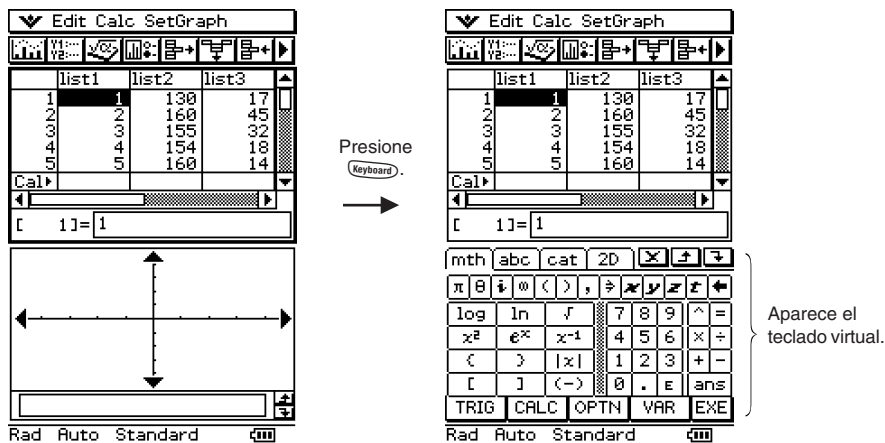 Edit Calc SetGraph
list1 list2 list3
1 1 130 17
2 2 160 45
3 3 155 32
4 4 154 18
5 5 160 14
Cal
[ 1]= 1
Rad Auto Standard
Presione
Keyboard.
Edit Calc SetGraph
list1 list2 list3
1 1 130 17
2 2 160 45
3 3 155 32
4 4 154 18
5 5 160 14
Cal
[ 1]= 1
mth abc cat 2D
π θ i ∞ ( ) , ⇒ x y z t
log ln √ 7 8 9 ^ =
x² eˣ x⁻¹ 4 5 6 × ÷
( ) |x| 1 2 3 + −
[ ] (−) 0 . E ans
TRIG CALC OPTN VAR EXE
Rad Auto Standard
Aparece el
teclado virtual.